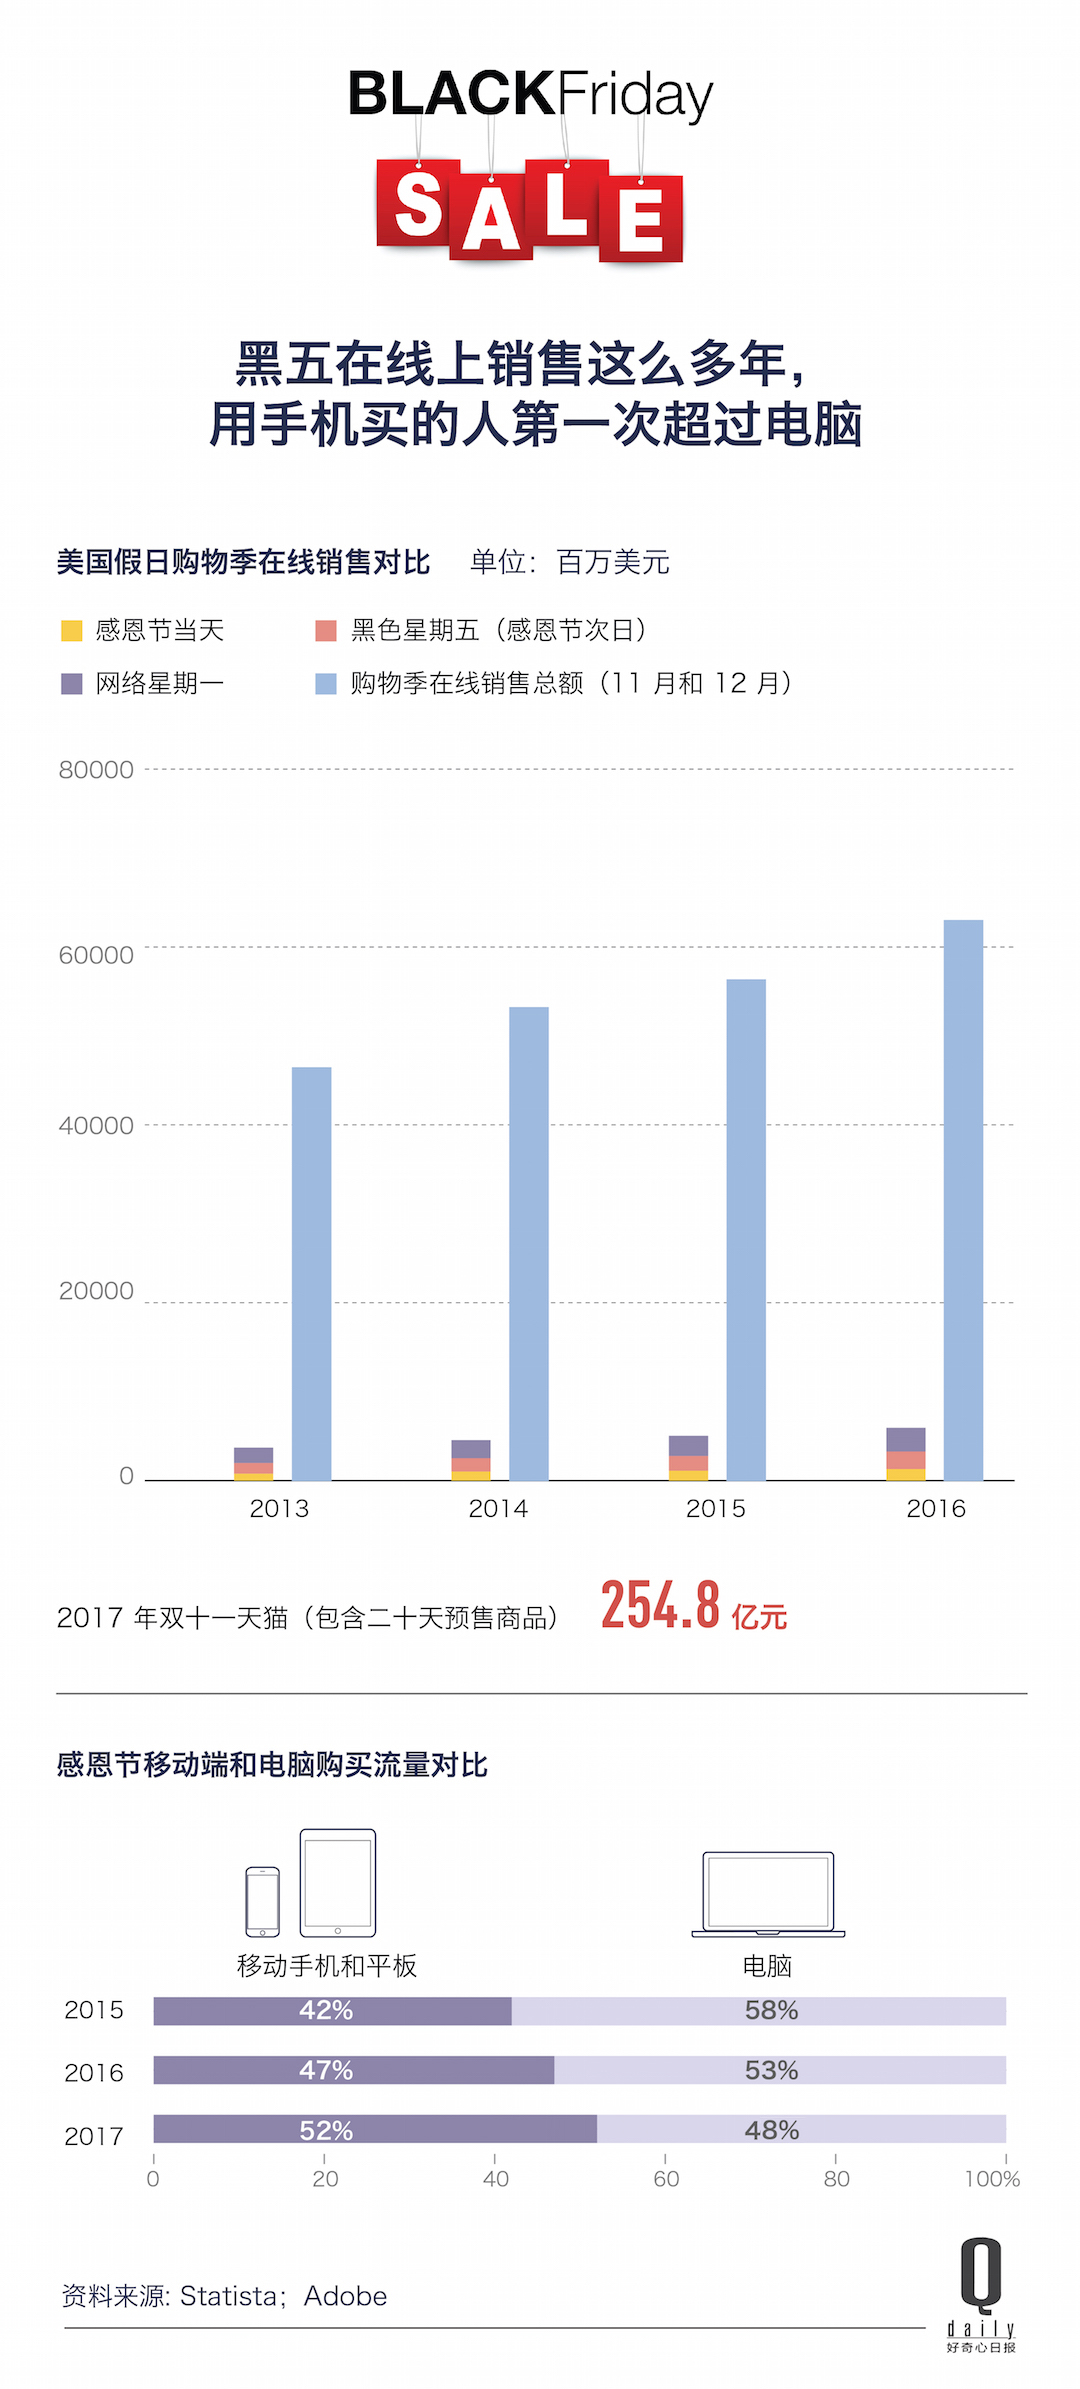 BLACKFriday
SALE
黑五在线上销售这么多年，
用手机买的人第一次超过电脑
美国假日购物季在线销售对比 单位：百万美元
感恩节当天 黑色星期五（感恩节次日）
网络星期一 购物季在线销售总额（11 月和 12 月）
80000
60000
40000
20000
0
2013 2014 2015 2016
2017 年双十一天猫（包含二十天预售商品） 254.8 亿元
感恩节移动端和电脑购买流量对比
移动手机和平板 电脑
2015 42% 58%
2016 47% 53%
2017 52% 48%
0 20 40 60 80 100%
资料来源: Statista；Adobe
Q
daily
好奇心日报